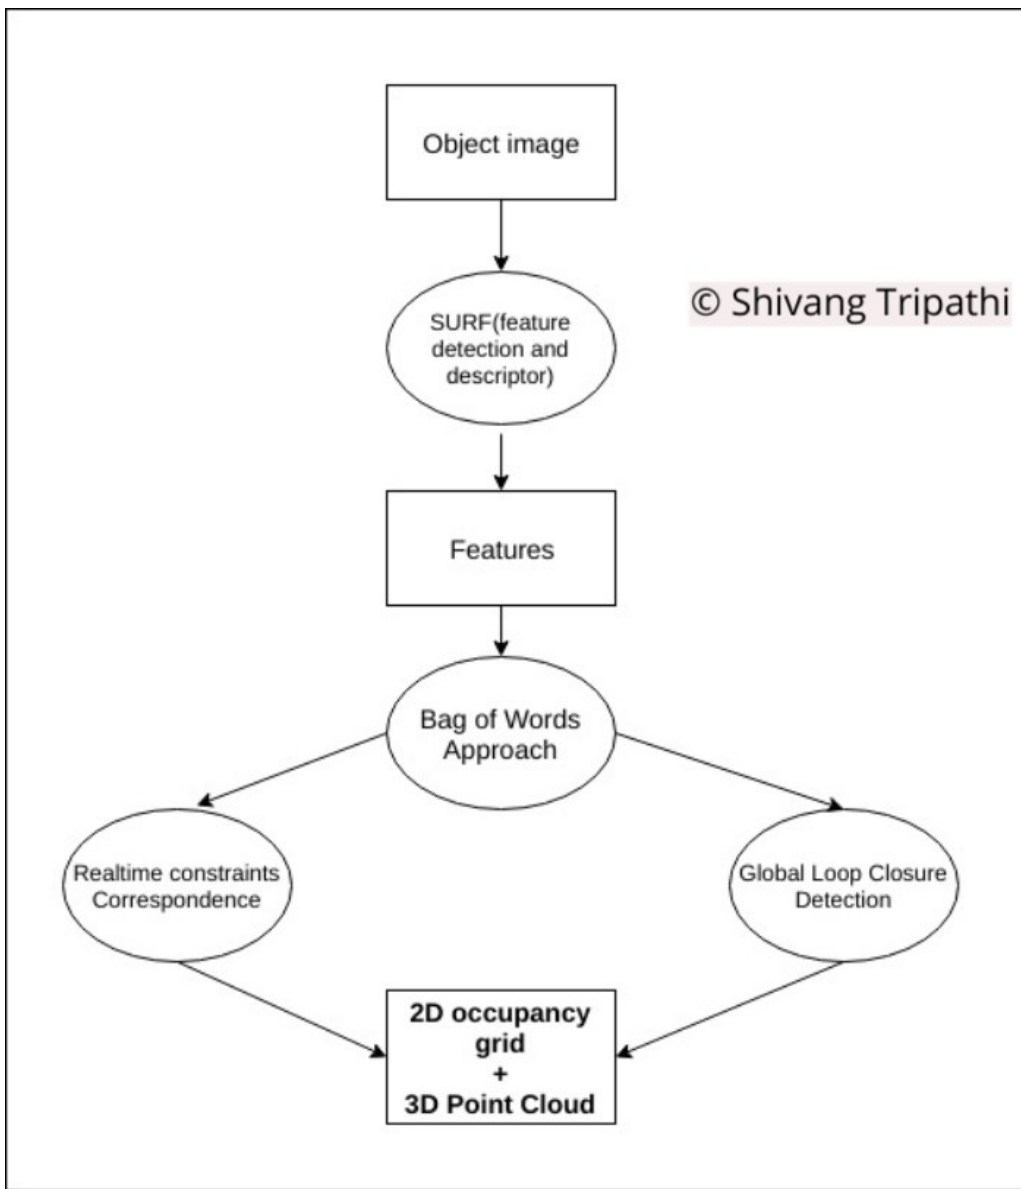 Object image
© Shivang Tripathi
SURF(feature
detection and
descriptor)
Features
Bag of Words
Approach
Realtime constraints
Correspondence
Global Loop Closure
Detection
2D occupancy
grid
+
3D Point Cloud